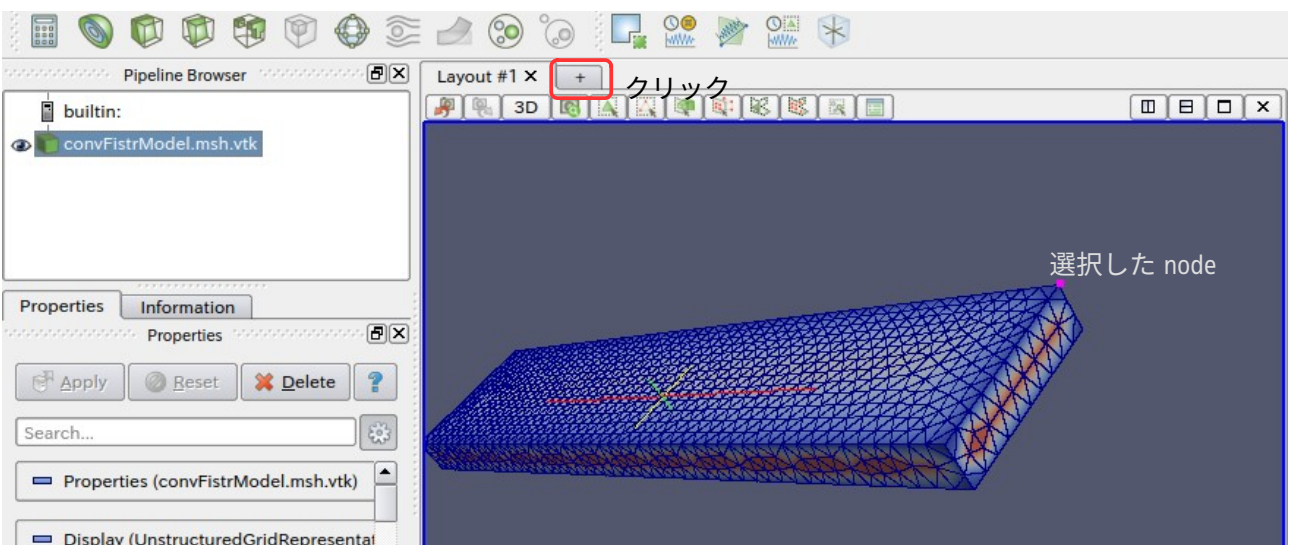 Pipeline Browser
Layout #1
+
クリック
builtin:
3D
convFistrModel.msh.vtk
選択した node
Properties
Information
Properties
Apply
Reset
Delete
?
Search...
Properties (convFistrModel.msh.vtk)
Display (UnstructuredGridRepresentat